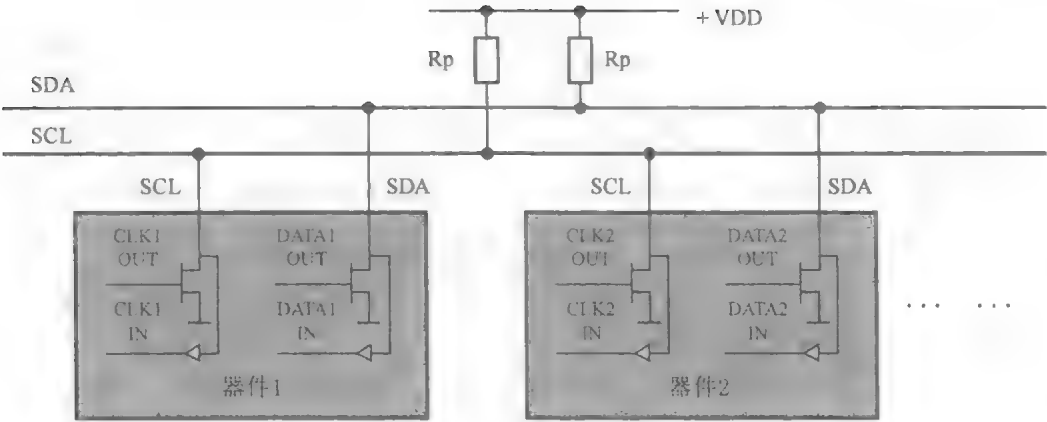 + VDD
Rp
Rp
SDA
SCL
SCL
SDA
SCL
SDA
CLK1
OUT
DATA1
OUT
CLK2
OUT
DATA2
OUT
CLK1
IN
DATA1
IN
CLK2
IN
DATA2
IN
... ...
器件1
器件2